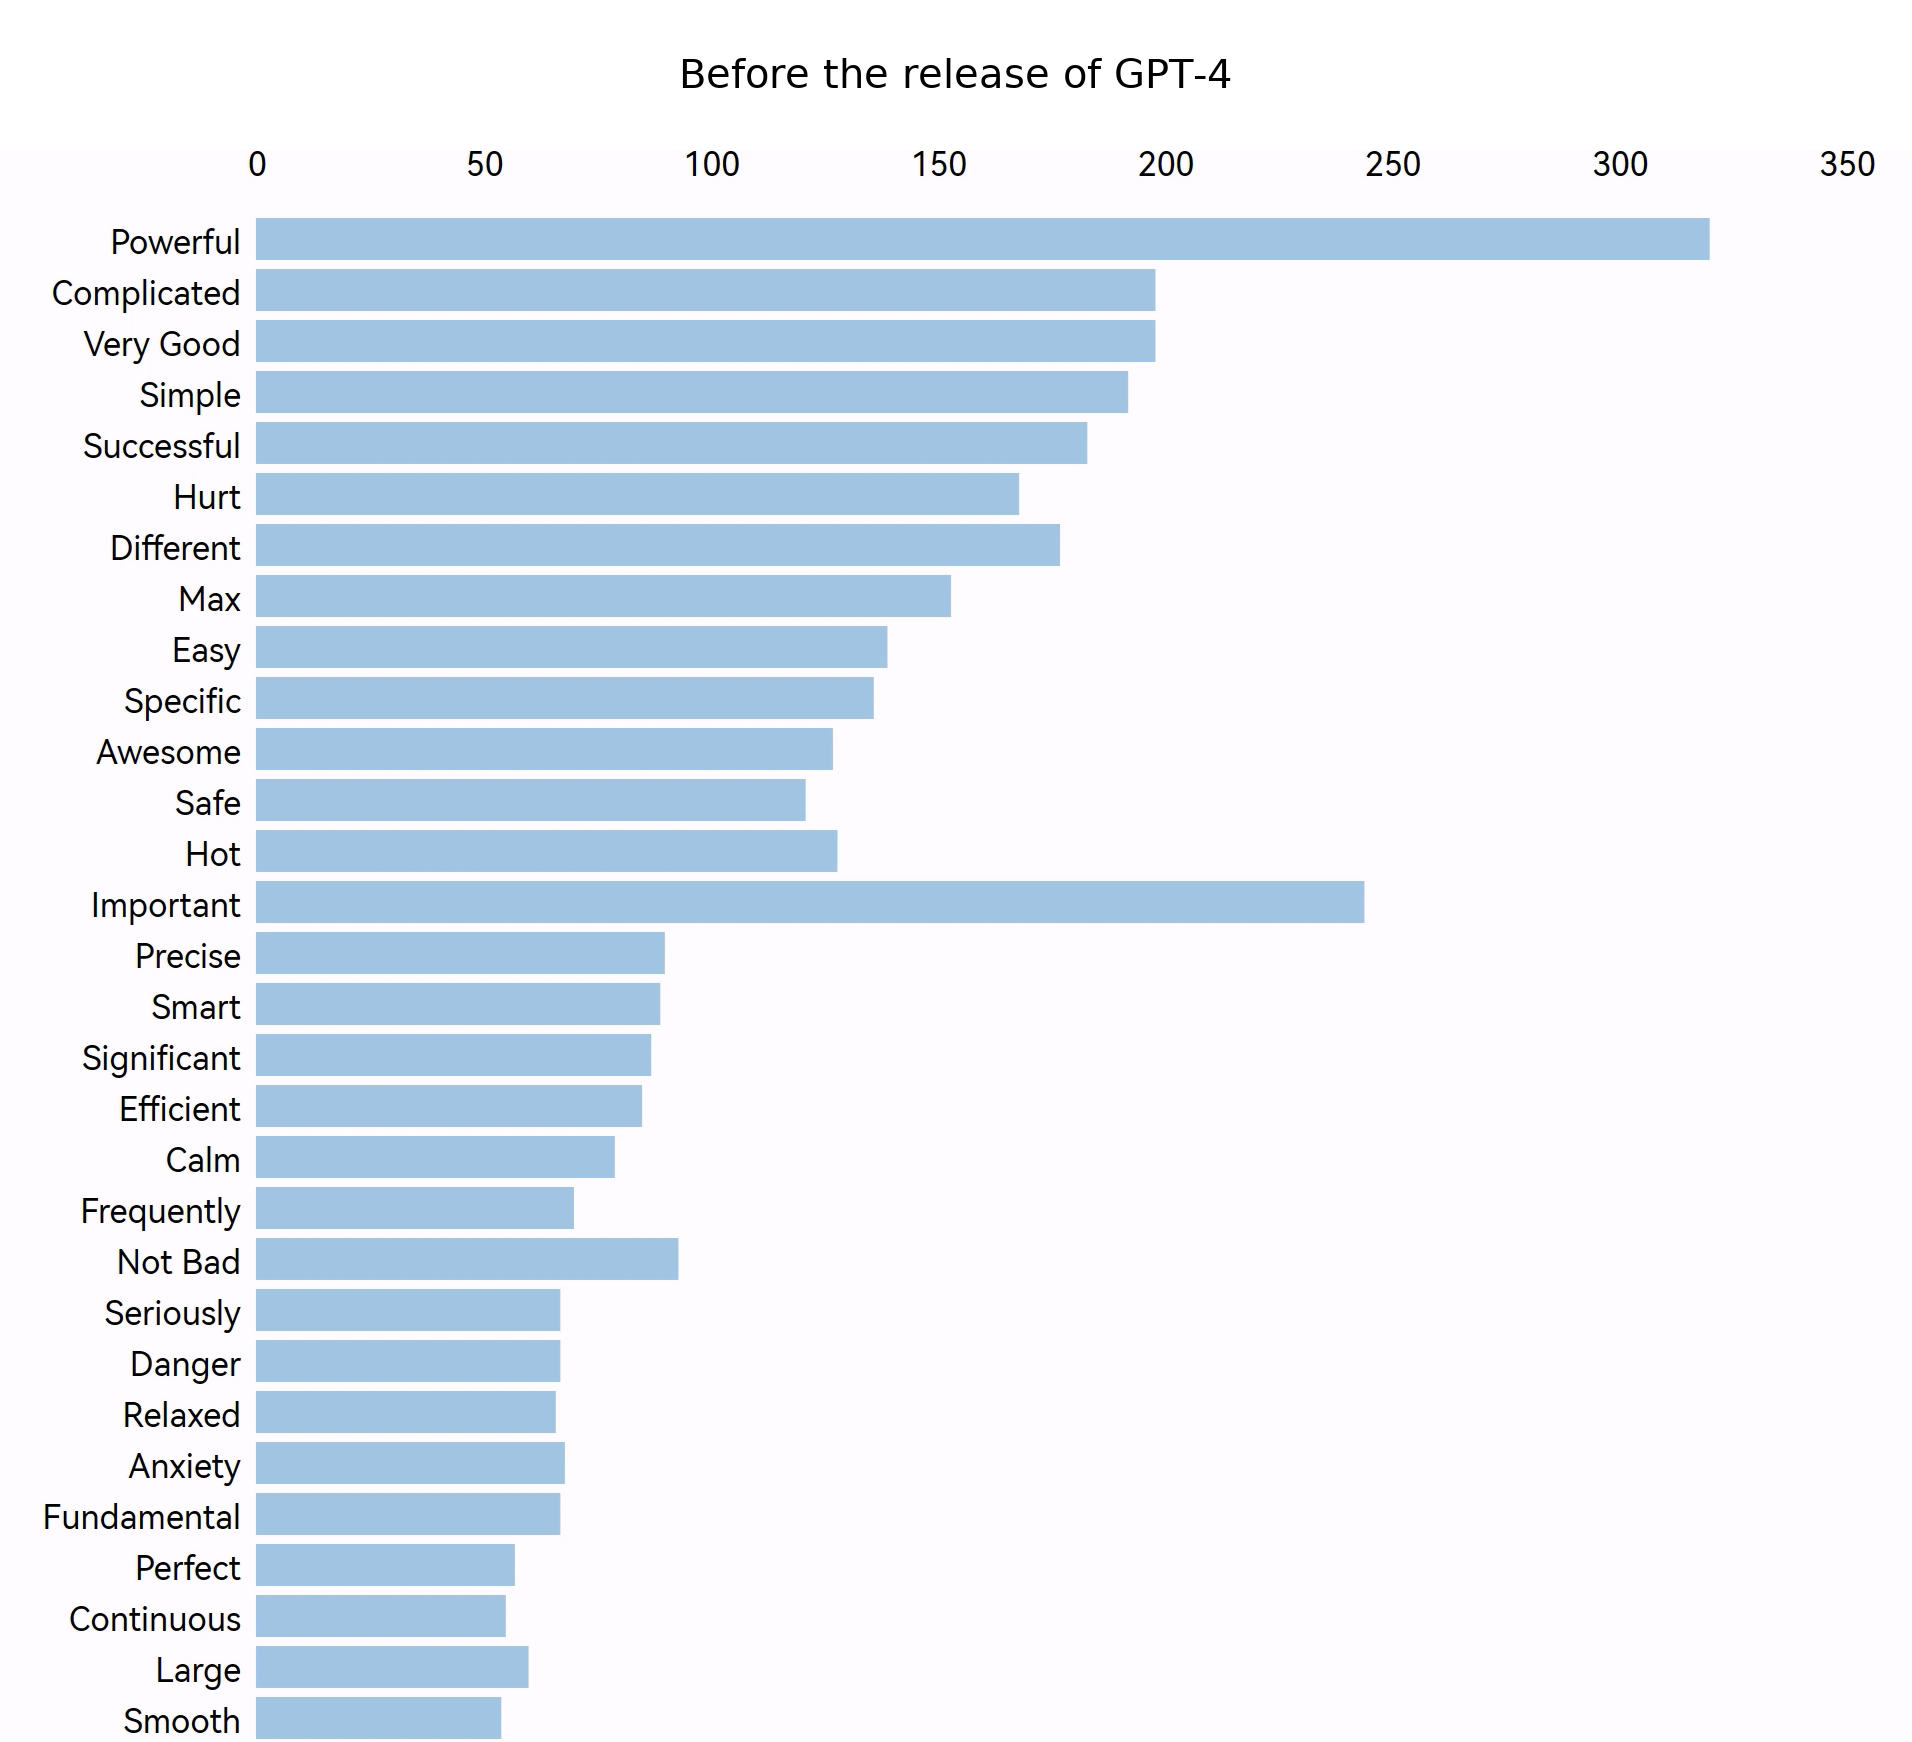 Before the release of GPT-4
0 50 100 150 200 250 300 350
Powerful
Complicated
Very Good
Simple
Successful
Hurt
Different
Max
Easy
Specific
Awesome
Safe
Hot
Important
Precise
Smart
Significant
Efficient
Calm
Frequently
Not Bad
Seriously
Danger
Relaxed
Anxiety
Fundamental
Perfect
Continuous
Large
Smooth